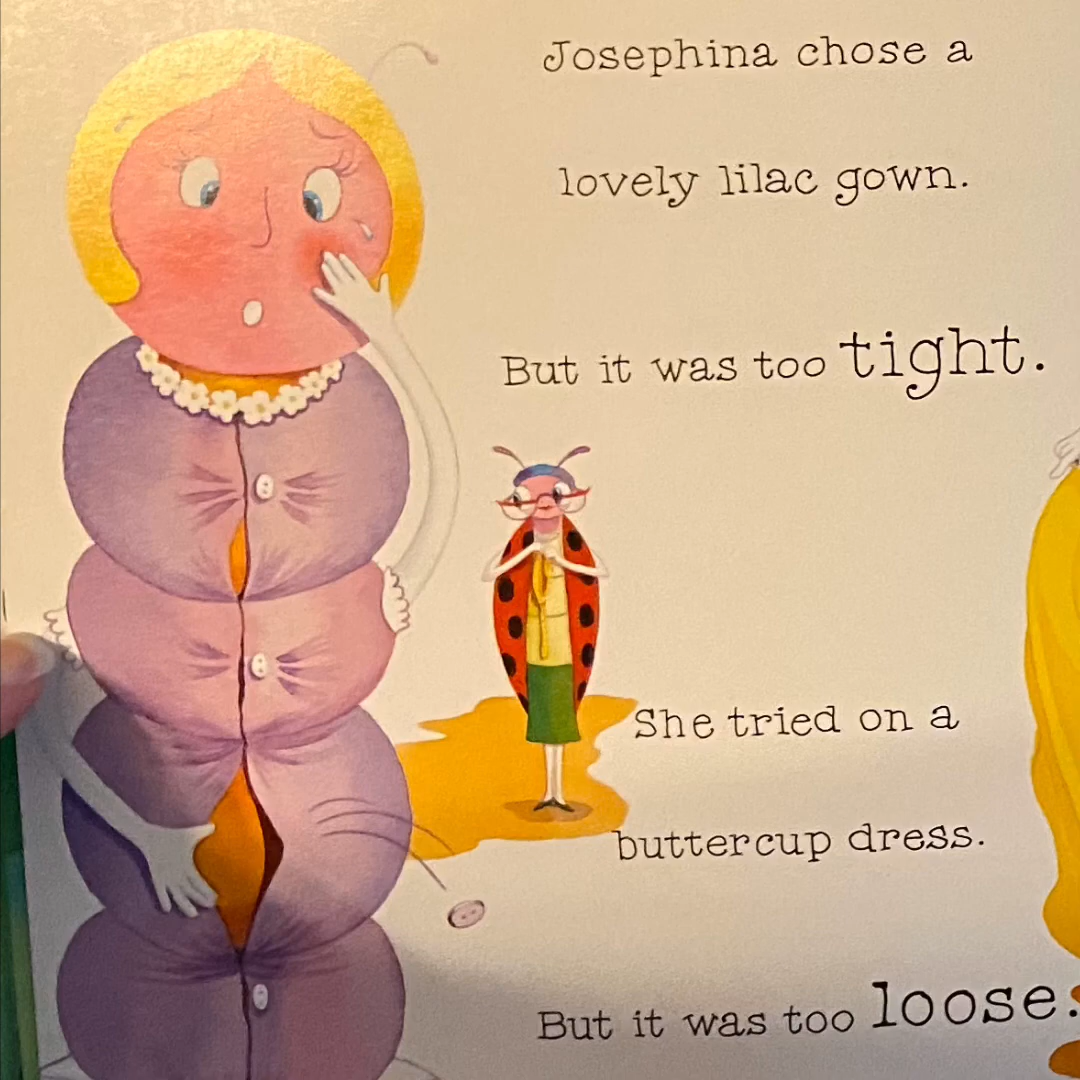 Josephina chose a
lovely lilac gown.
But it was too tight.
She tried on a
buttercup dress.
But it was too loose.